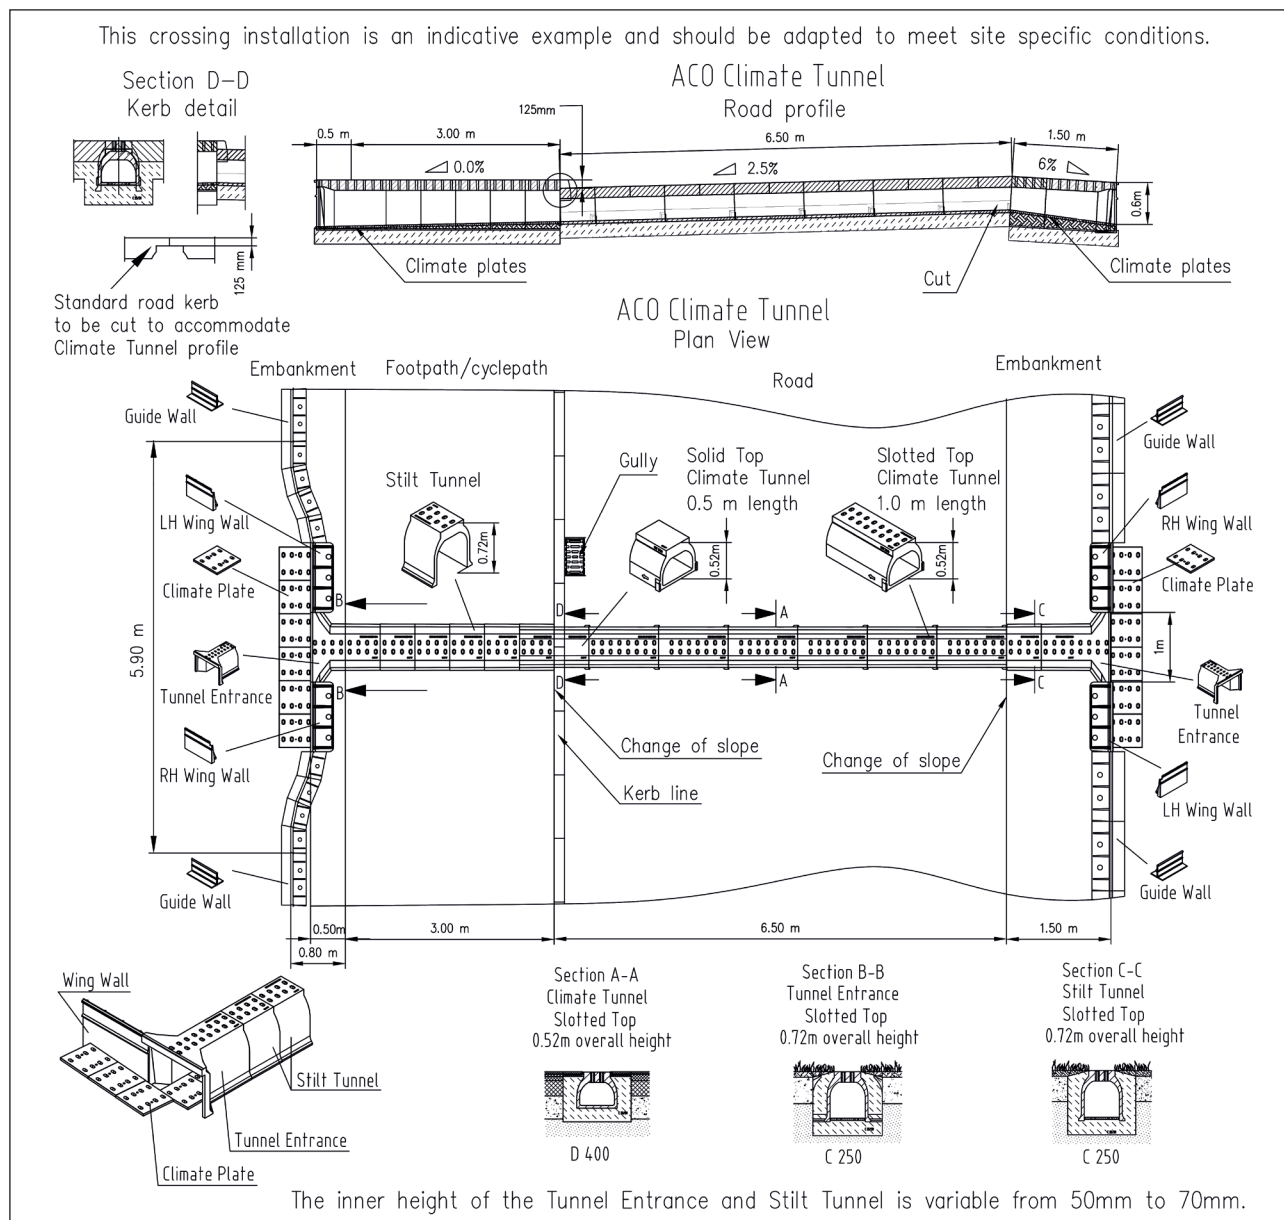 This crossing installation is an indicative example and should be adapted to meet site specific conditions.
Section D-D
Kerb detail
ACO Climate Tunnel
Road profile
125mm
0.5 m
3.00 m
6.50 m
1.50 m
0.0%
2.5%
6%
0.6m
Climate plates
Cut
Climate plates
125 mm
Standard road kerb
to be cut to accommodate
Climate Tunnel profile
ACO Climate Tunnel
Plan View
Embankment
Footpath/cyclepath
Road
Embankment
Guide Wall
Guide Wall
LH Wing Wall
RH Wing Wall
Climate Plate
Climate Plate
Stilt Tunnel
0.72m
Gully
Solid Top
Climate Tunnel
0.5 m length
0.52m
Slotted Top
Climate Tunnel
1.0 m length
0.52m
B
D
A
C
5.90 m
1m
Tunnel Entrance
Tunnel
Entrance
B
D
A
C
RH Wing Wall
LH Wing Wall
Change of slope
Change of slope
Kerb line
Guide Wall
Guide Wall
0.50m
3.00 m
6.50 m
1.50 m
0.80 m
Wing Wall
Stilt Tunnel
Tunnel Entrance
Climate Plate
Section A-A
Climate Tunnel
Slotted Top
0.52m overall height
D 400
Section B-B
Tunnel Entrance
Slotted Top
0.72m overall height
C 250
Section C-C
Stilt Tunnel
Slotted Top
0.72m overall height
C 250
The inner height of the Tunnel Entrance and Stilt Tunnel is variable from 50mm to 70mm.